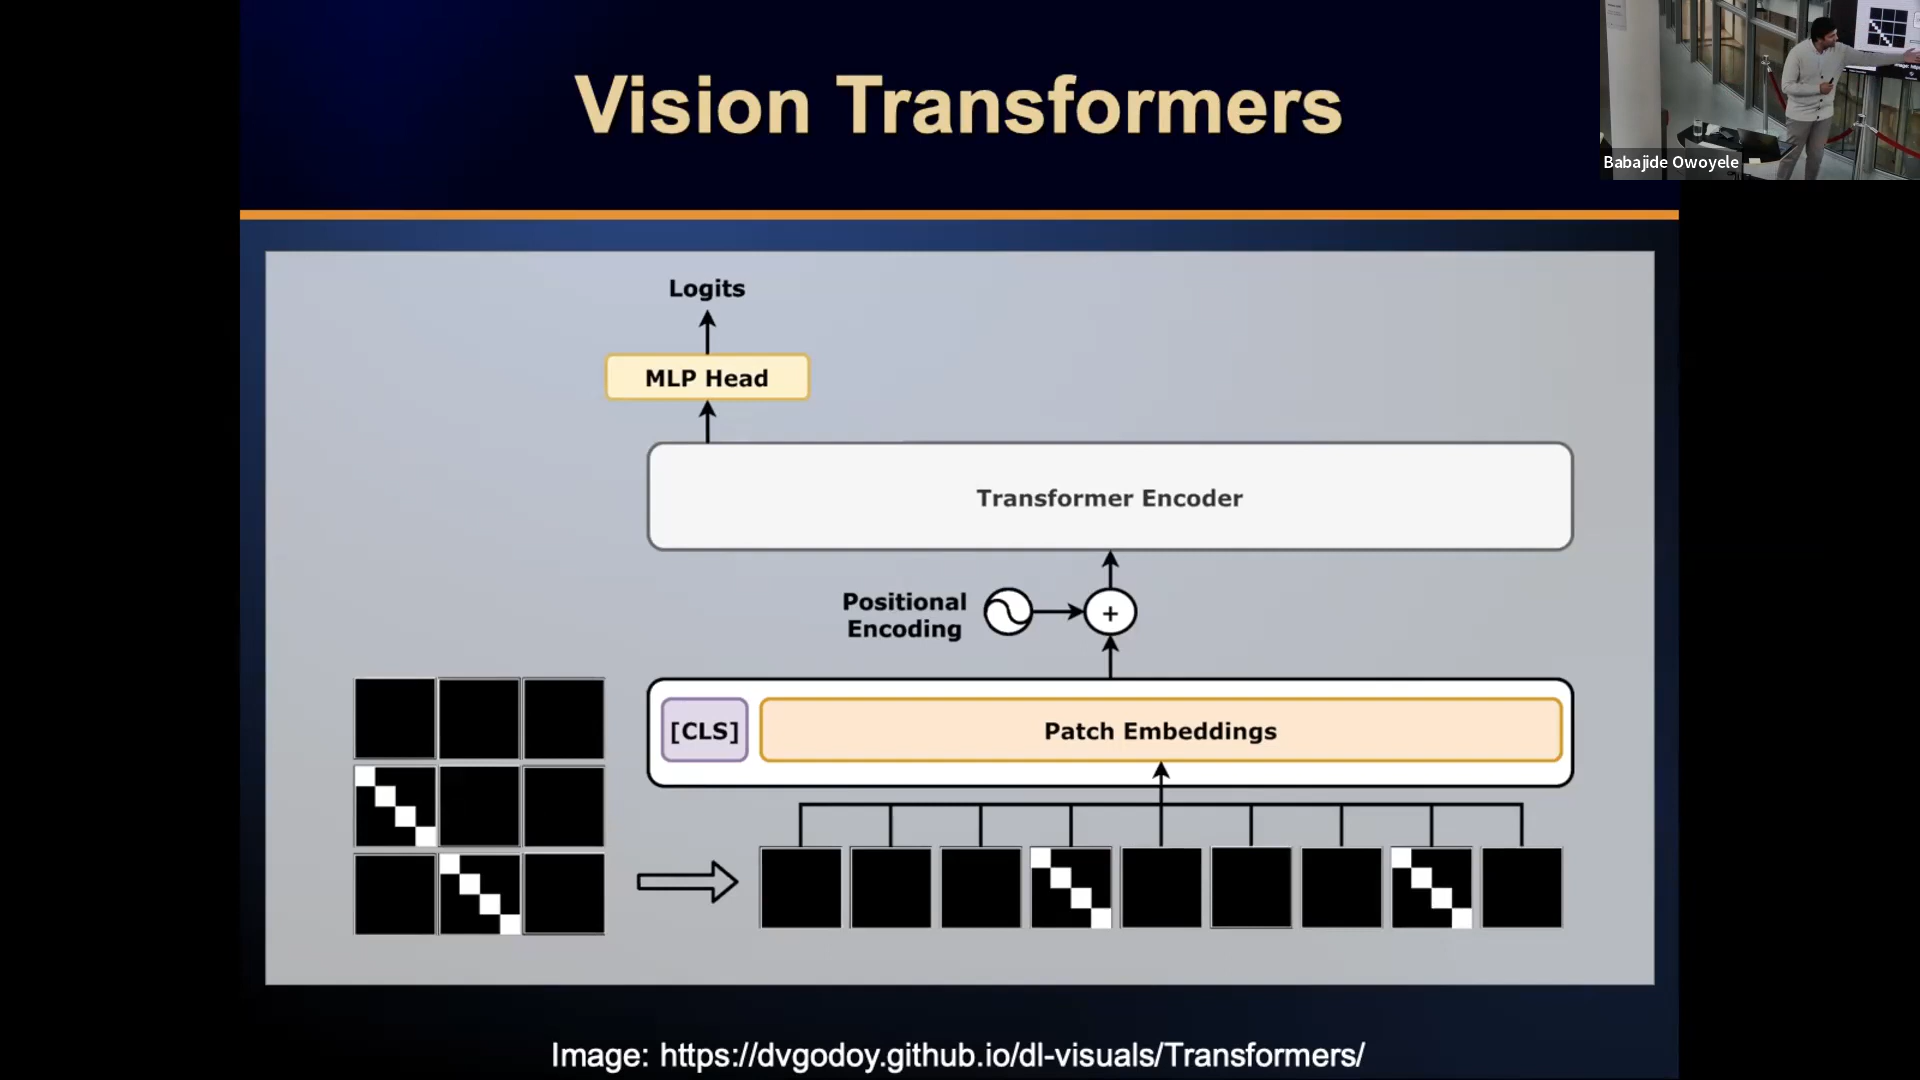 Vision Transformers
Babajide Owoyele
Logits
MLP Head
Transformer Encoder
Positional
Encoding
+
[CLS]
Patch Embeddings
Image: https://dvgodoy.github.io/dl-visuals/Transformers/